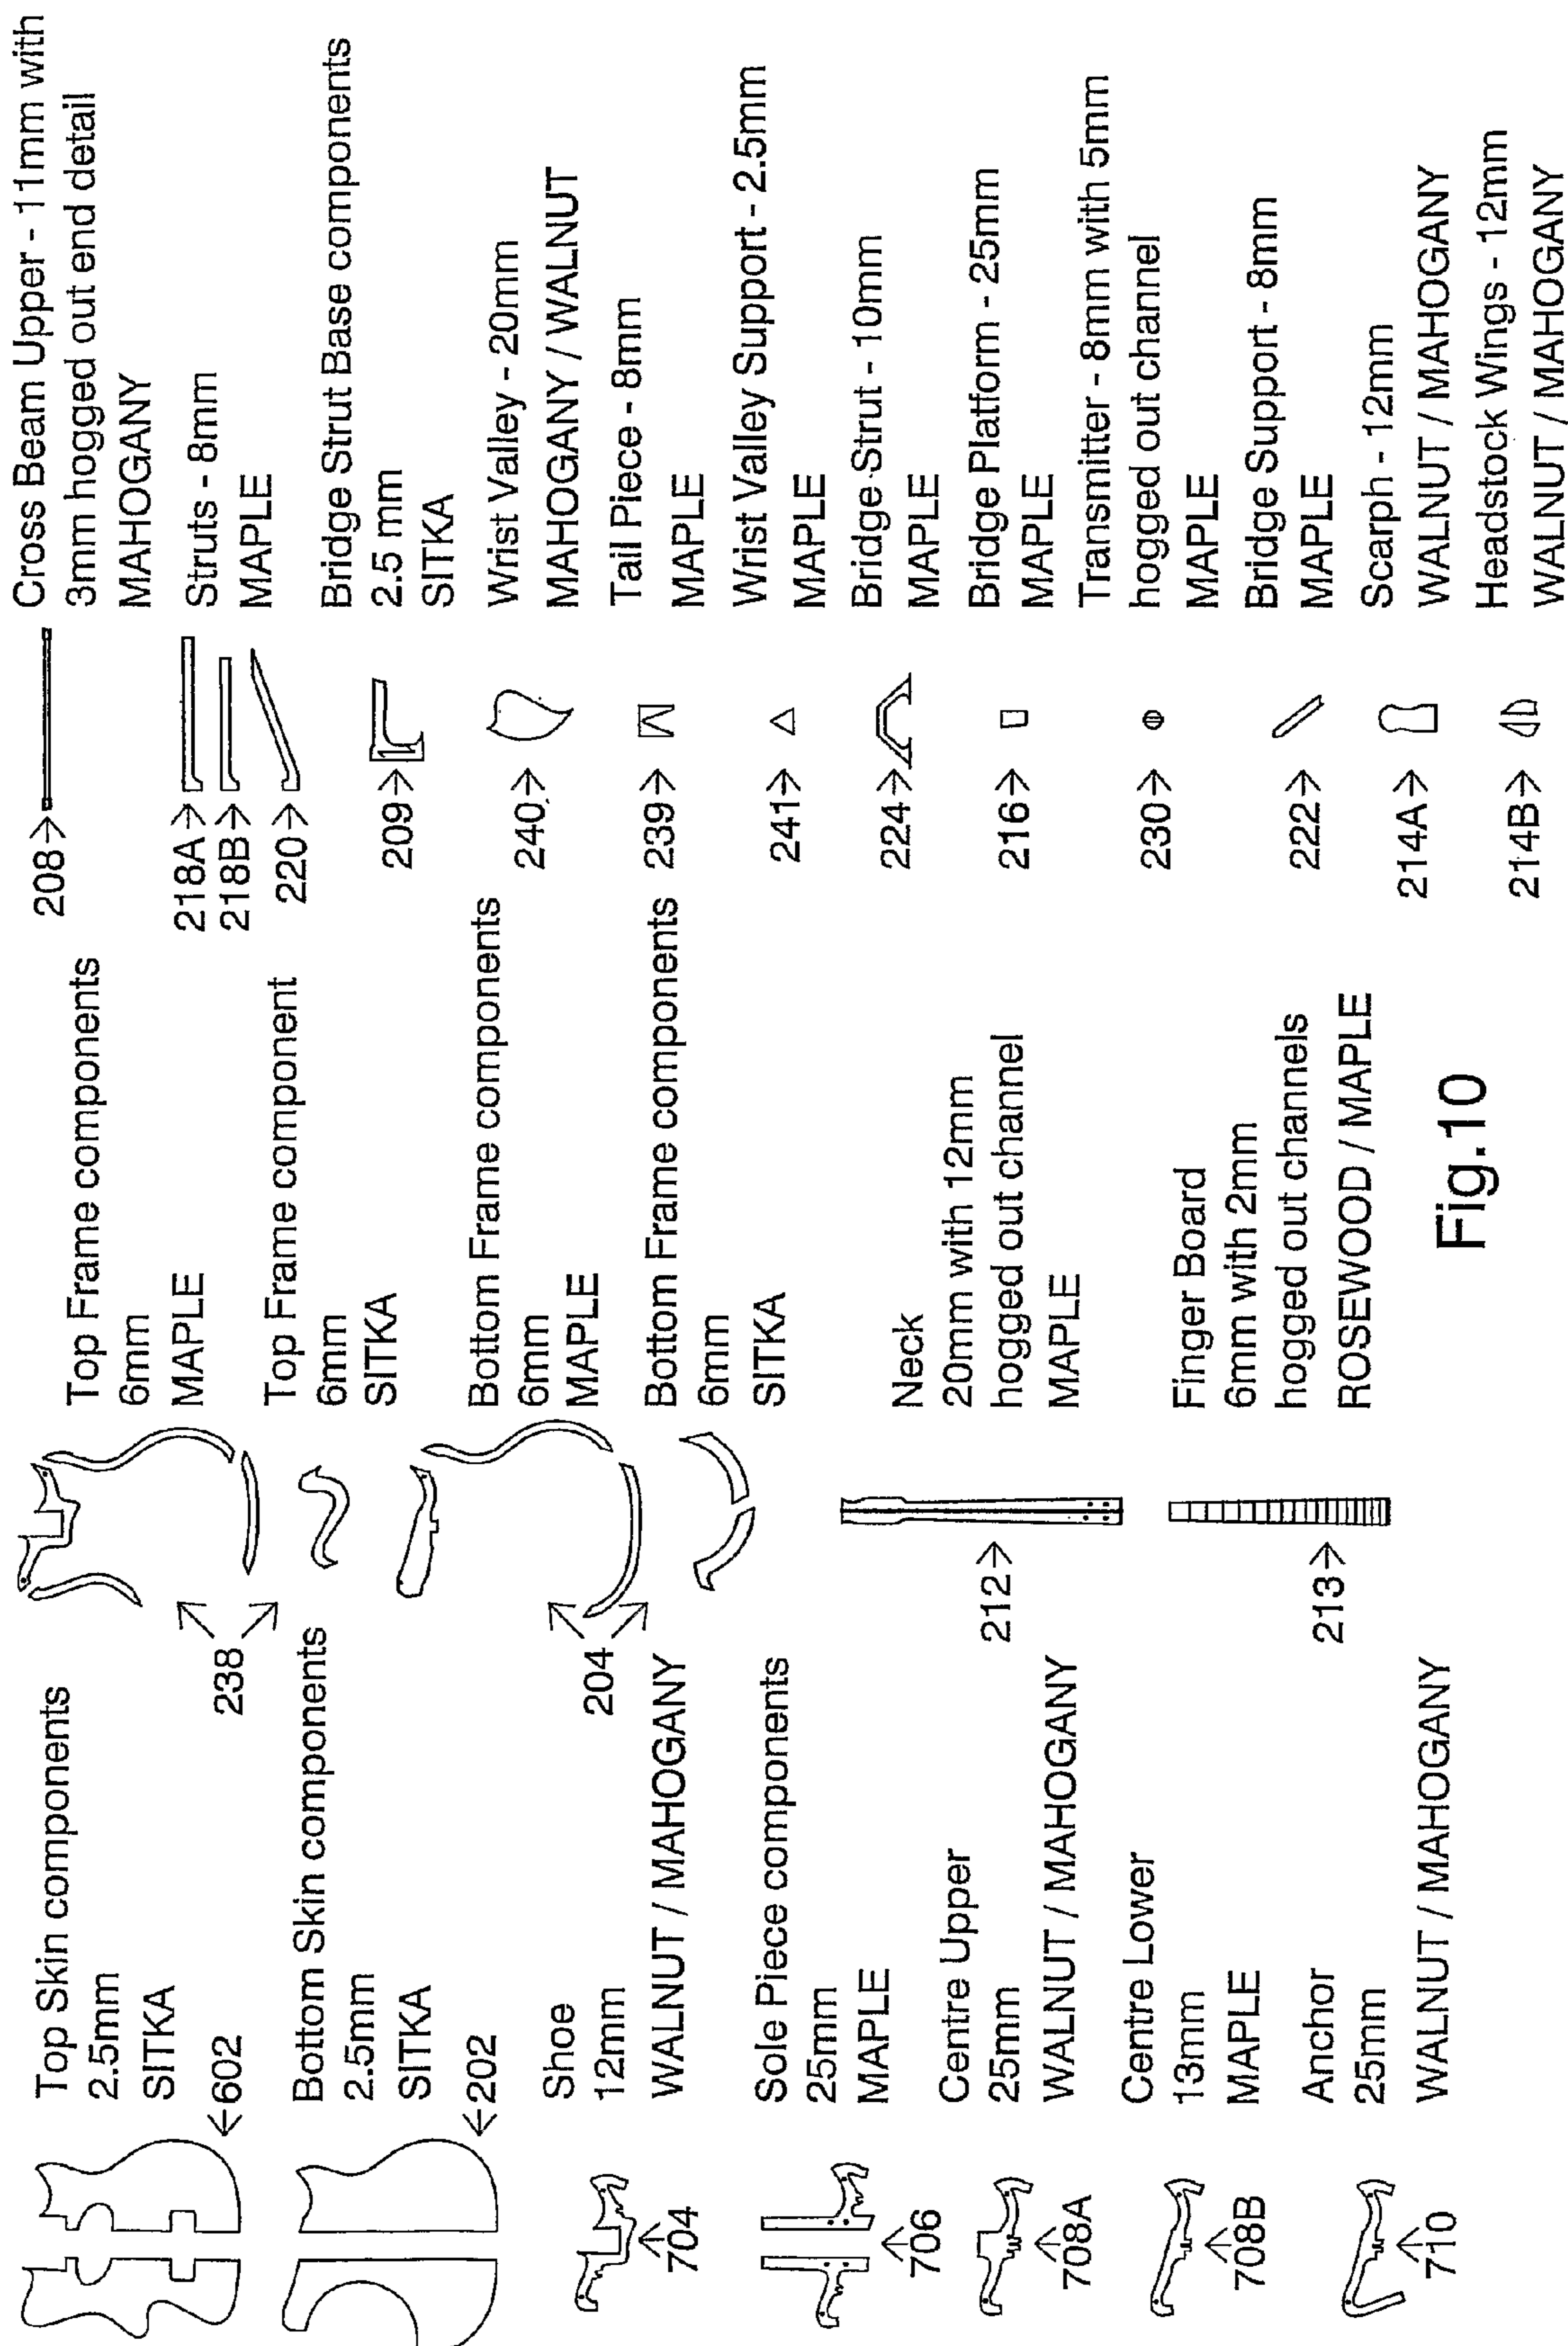 Top Skin components
2.5mm
SITKA
602
Bottom Skin components
2.5mm
SITKA
202
Shoe
12mm
WALNUT / MAHOGANY
704
Sole Piece components
25mm
MAPLE
706
Centre Upper
25mm
WALNUT / MAHOGANY
708A
Centre Lower
13mm
MAPLE
708B
Anchor
25mm
WALNUT / MAHOGANY
710
Top Frame components
6mm
MAPLE
238
Top Frame component
6mm
SITKA
Bottom Frame components
6mm
MAPLE
204
Bottom Frame components
6mm
SITKA
Neck
20mm with 12mm
hogged out channel
MAPLE
212
Finger Board
6mm with 2mm
hogged out channels
ROSEWOOD / MAPLE
213
208
Cross Beam Upper - 11mm with
3mm hogged out end detail
MAHOGANY
218A
Struts - 8mm
218B
MAPLE
220
Bridge Strut Base components
209
2.5 mm
SITKA
Wrist Valley - 20mm
240
MAHOGANY / WALNUT
Tail Piece - 8mm
239
MAPLE
Wrist Valley Support - 2.5mm
241
MAPLE
Bridge Strut - 10mm
224
MAPLE
Bridge Platform - 25mm
216
MAPLE
Transmitter - 8mm with 5mm
230
hogged out channel
MAPLE
Bridge Support - 8mm
222
MAPLE
Scarph - 12mm
214A
WALNUT / MAHOGANY
Headstock Wings - 12mm
214B
WALNUT / MAHOGANY
Fig.10